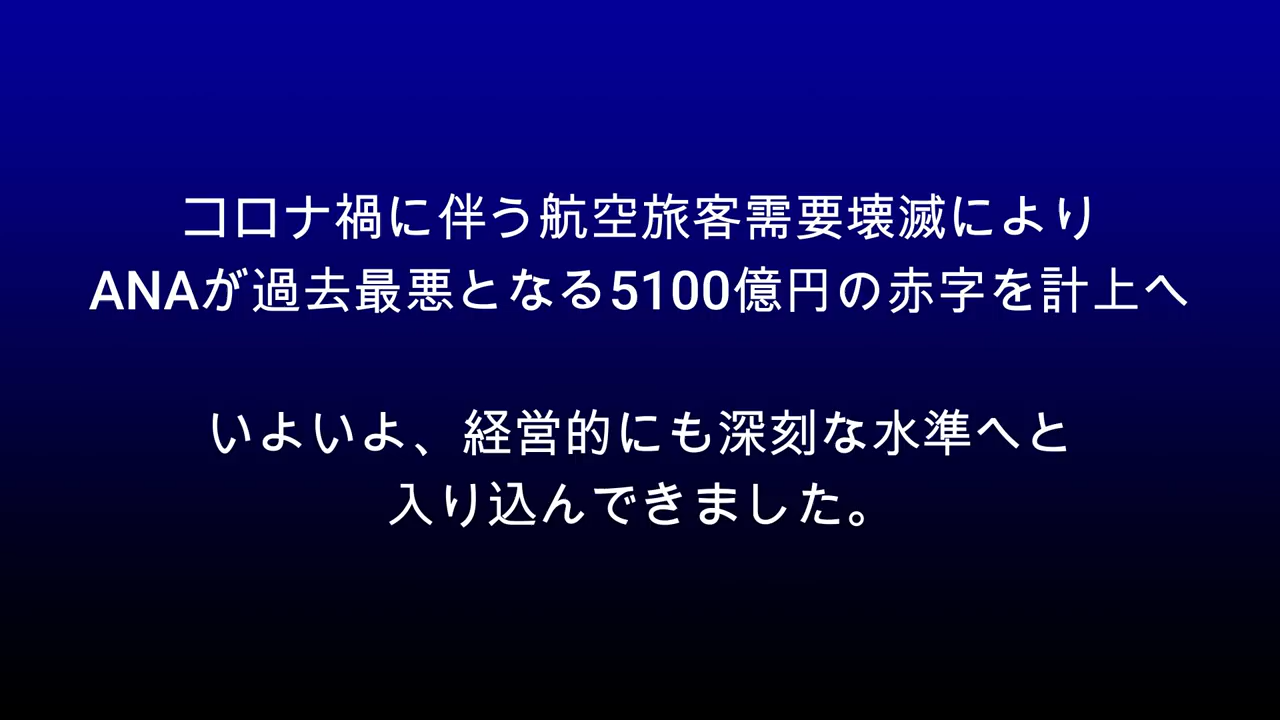 コロナ禍に伴う航空旅客需要壊滅により
ANAが過去最悪となる5100億円の赤字を計上へ
いよいよ、経営的にも深刻な水準へと
入り込んできました。